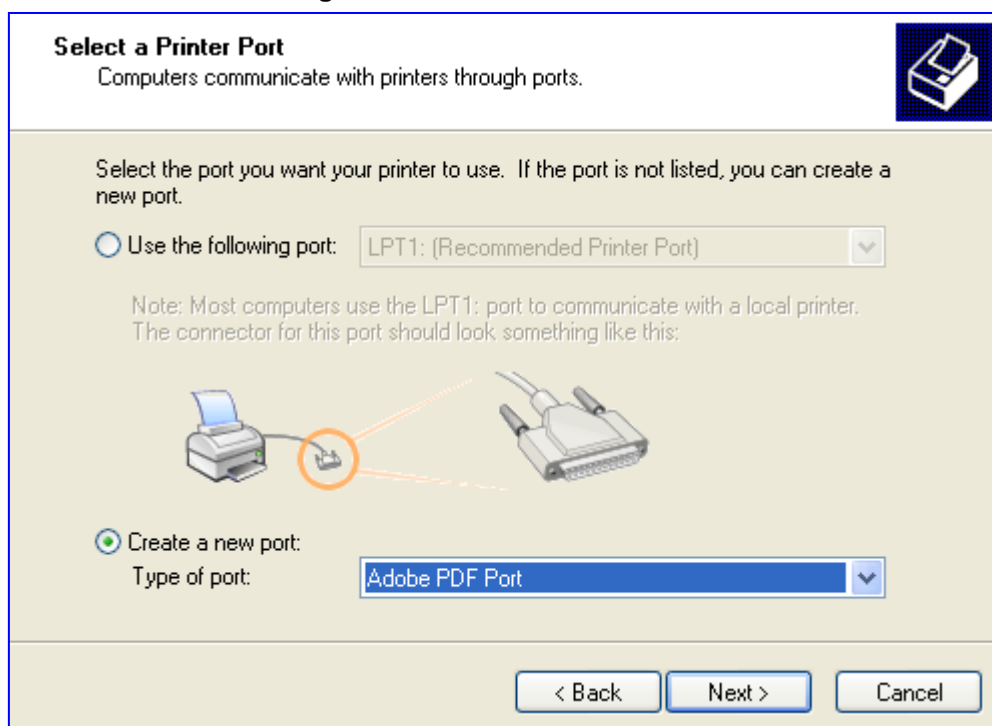 Select a Printer Port
Computers communicate with printers through ports.
Select the port you want your printer to use. If the port is not listed, you can create a
new port.
Use the following port: LPT1: (Recommended Printer Port)
Note: Most computers use the LPT1: port to communicate with a local printer.
The connector for this port should look something like this:
Create a new port:
Type of port: Adobe PDF Port
< Back Next > Cancel